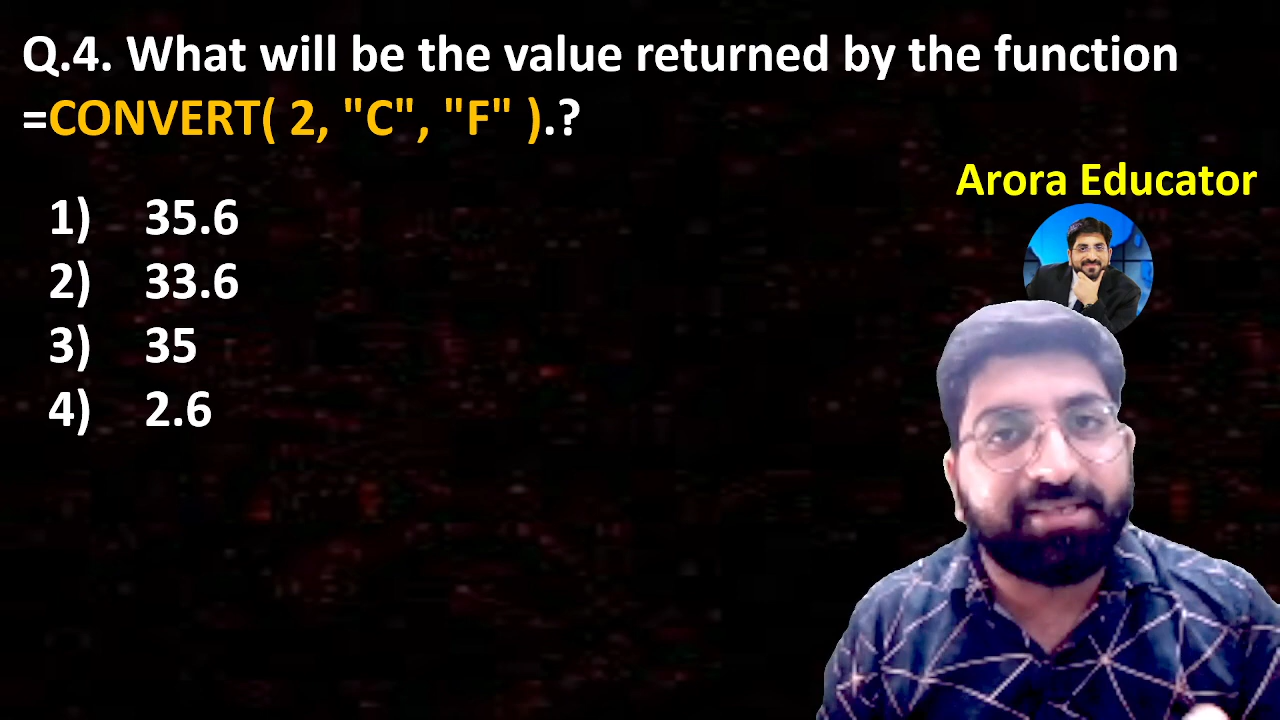 Q.4. What will be the value returned by the function
=CONVERT( 2, "C", "F" ).?
Arora Educator
1) 35.6
2) 33.6
3) 35
4) 2.6